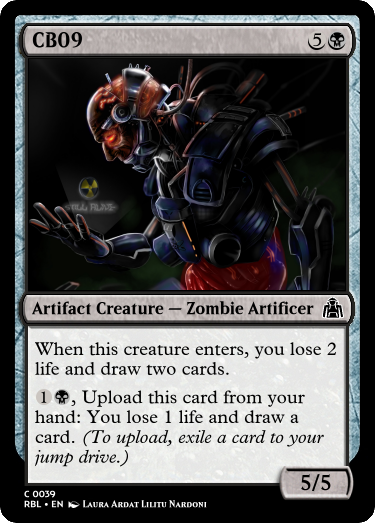 CB09
5
Artifact Creature — Zombie Artificer
When this creature enters, you lose 2
life and draw two cards.
1, Upload this card from your
hand: You lose 1 life and draw a
card. (To upload, exile a card to your
jump drive.)
5/5
C 0039
RBL • EN Laura Ardat Lilitu Nardoni